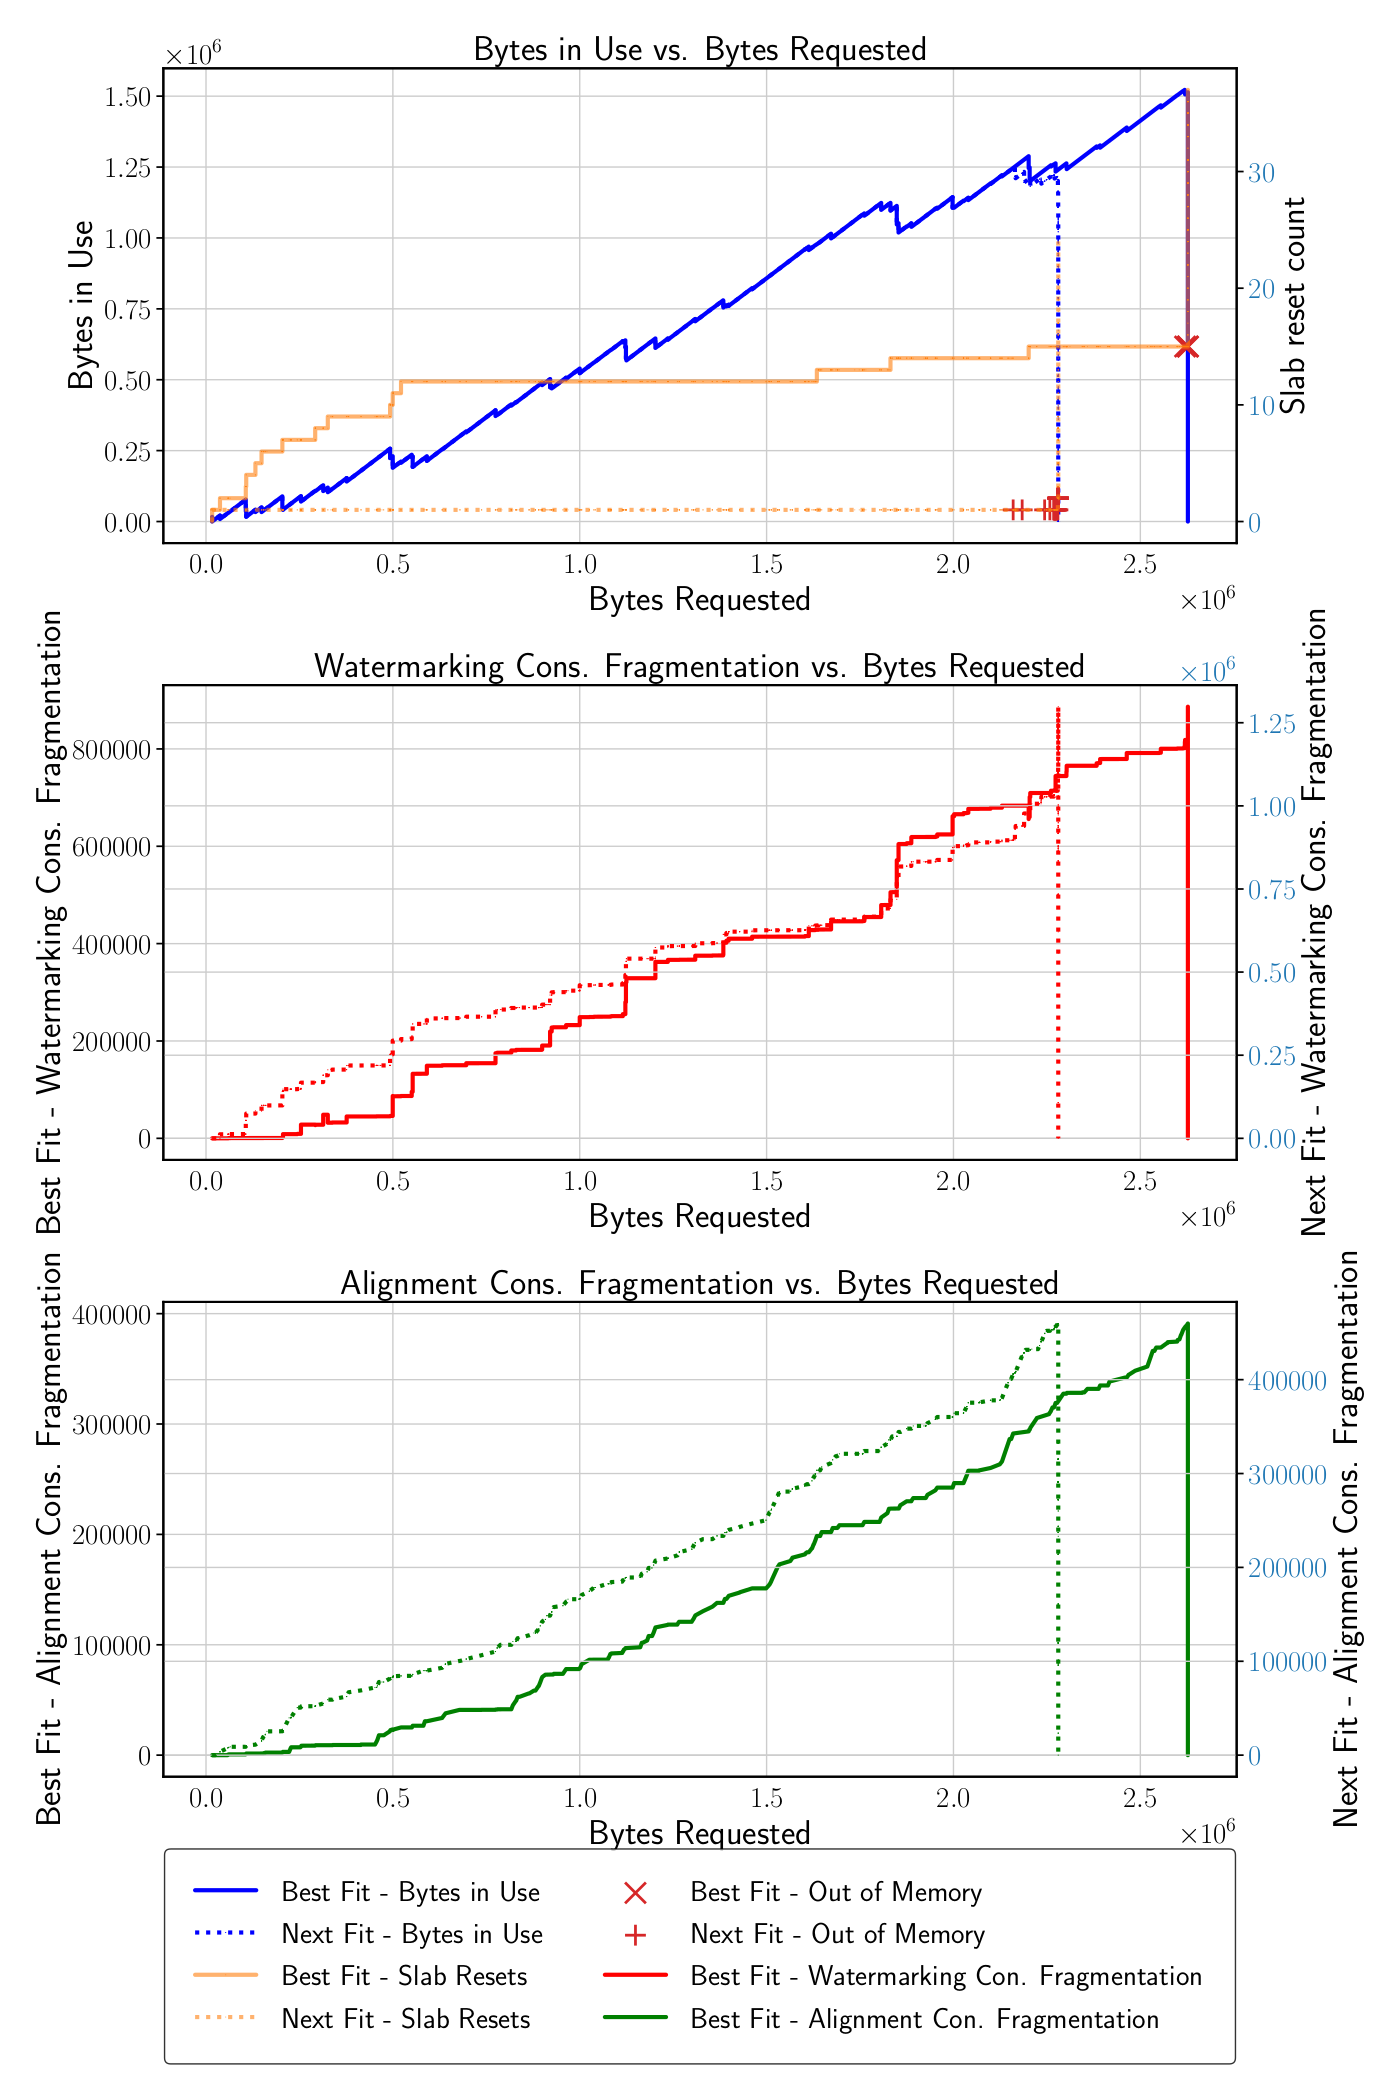 Bytes in Use vs. Bytes Requested
×10⁶
1.50
1.25
1.00
0.75
0.50
0.25
0.00
Bytes in Use
30
20
10
0
Slab reset count
0.0 0.5 1.0 1.5 2.0 2.5
Bytes Requested
×10⁶
Watermarking Cons. Fragmentation vs. Bytes Requested
×10⁶
800000
600000
400000
200000
0
Best Fit - Watermarking Cons. Fragmentation
1.25
1.00
0.75
0.50
0.25
0.00
Next Fit - Watermarking Cons. Fragmentation
0.0 0.5 1.0 1.5 2.0 2.5
Bytes Requested
×10⁶
Alignment Cons. Fragmentation vs. Bytes Requested
400000
300000
200000
100000
0
Best Fit - Alignment Cons. Fragmentation
400000
300000
200000
100000
0
Next Fit - Alignment Cons. Fragmentation
0.0 0.5 1.0 1.5 2.0 2.5
Bytes Requested
×10⁶
Best Fit - Bytes in Use
Next Fit - Bytes in Use
Best Fit - Slab Resets
Next Fit - Slab Resets
Best Fit - Out of Memory
Next Fit - Out of Memory
Best Fit - Watermarking Con. Fragmentation
Best Fit - Alignment Con. Fragmentation